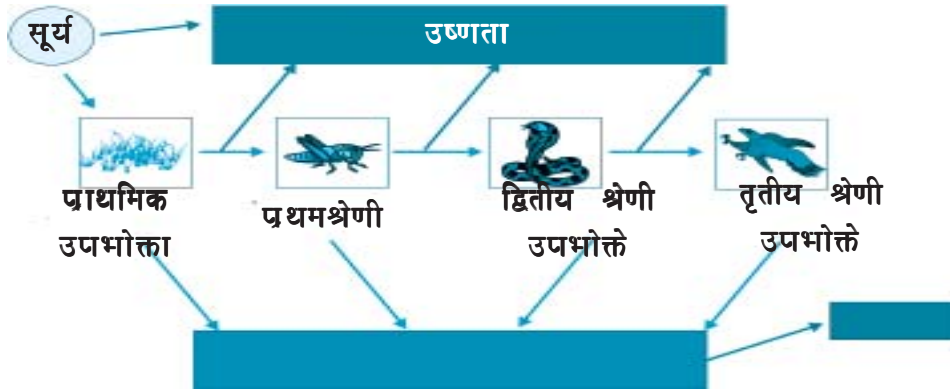 सूर्य
उष्णता
प्राथमिक
उपभोक्ता
प्रथमश्रेणी
द्वितीय श्रेणी
उपभोक्ते
तृतीय श्रेणी
उपभोक्ते